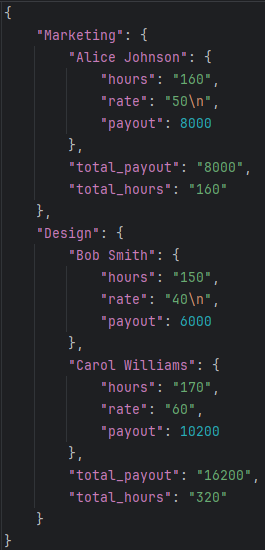 {
    "Marketing": {
        "Alice Johnson": {
            "hours": "160",
            "rate": "50\n",
            "payout": 8000
        },
        "total_payout": "8000",
        "total_hours": "160"
    },
    "Design": {
        "Bob Smith": {
            "hours": "150",
            "rate": "40\n",
            "payout": 6000
        },
        "Carol Williams": {
            "hours": "170",
            "rate": "60",
            "payout": 10200
        },
        "total_payout": "16200",
        "total_hours": "320"
    }
}